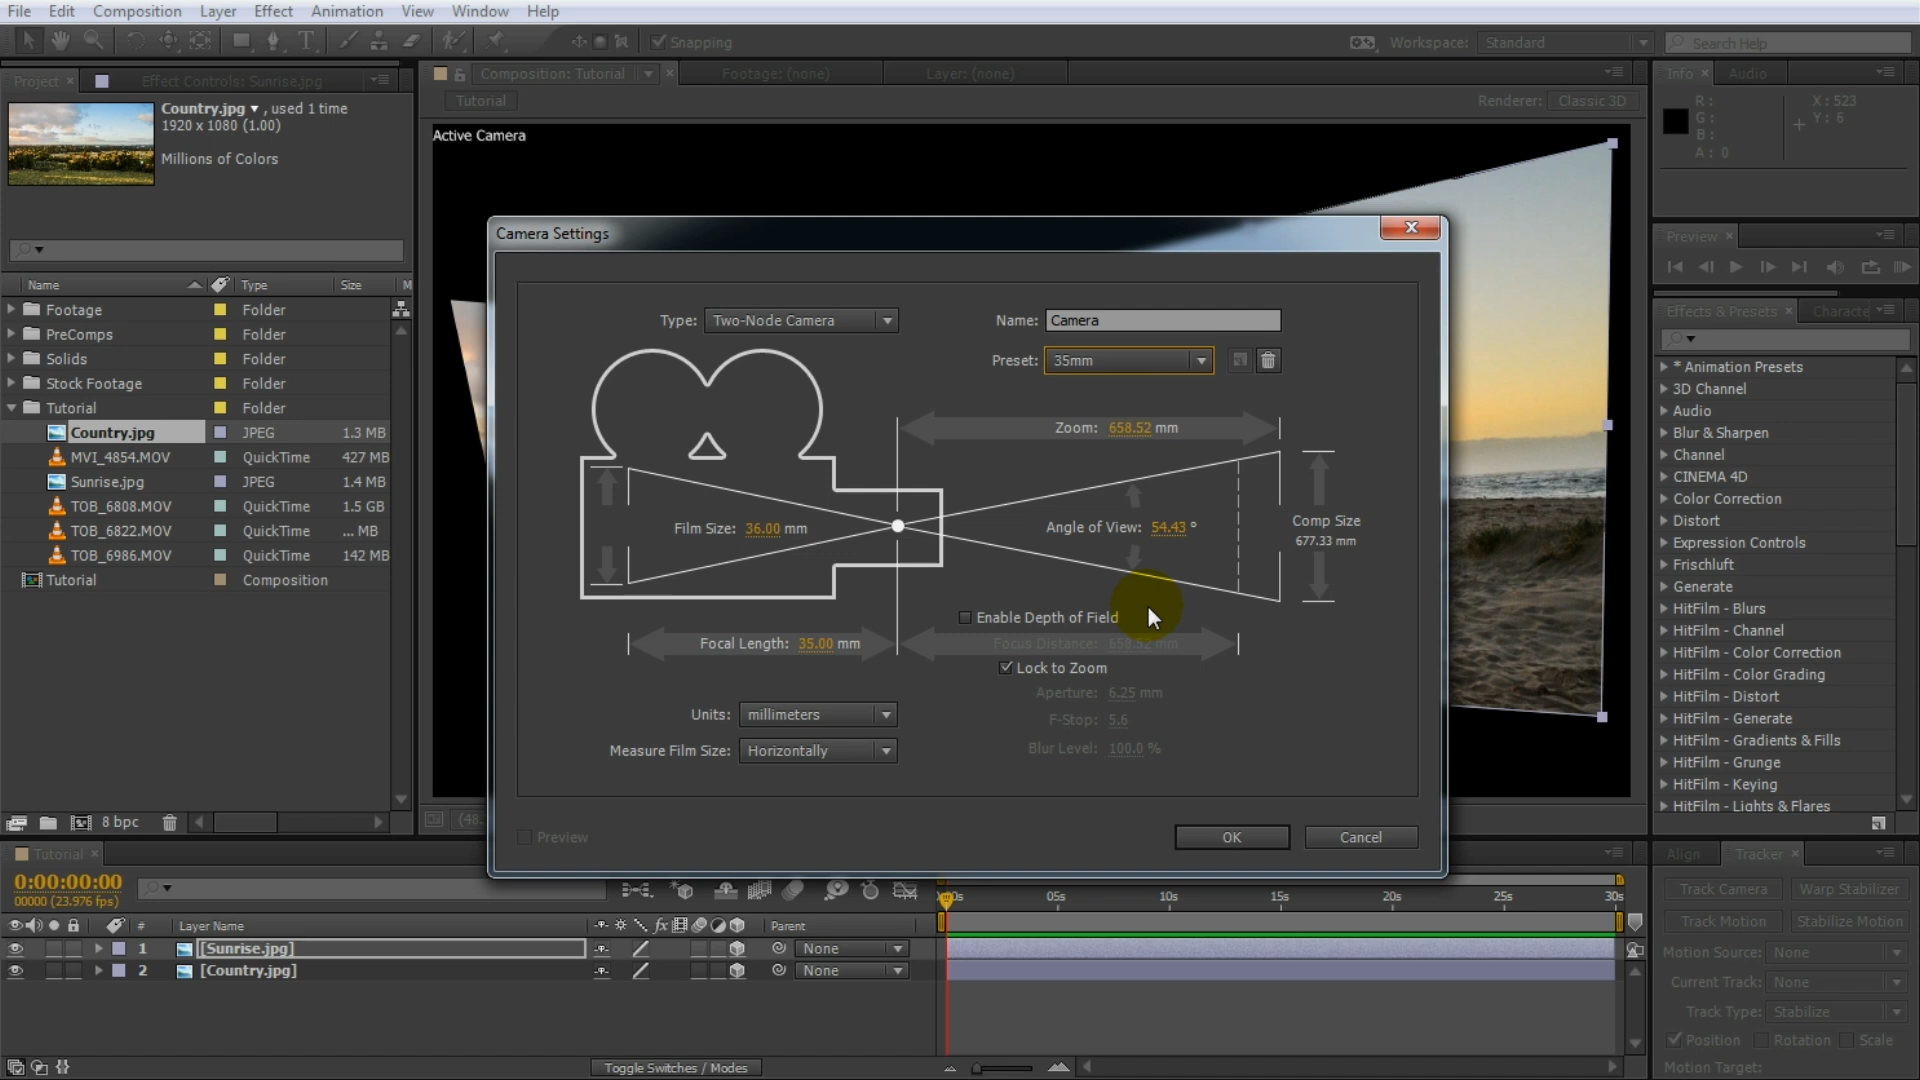 File Edit Composition Layer Effect Animation View Window Help
Snapping
Workspace: Standard
Search Help
Project Effect Controls: Sunrise.jpg
Composition: Tutorial
Footage: (none)
Layer: (none)
Info Audio
Country.jpg , used 1 time
1920 x 1080 (1.00)
Millions of Colors
Tutorial
Renderer: Classic 3D
Active Camera
R:
G:
B:
A: 0
X: 523
Y: 6
Preview
Name Type Size M
Footage Folder
PreComps Folder
Solids Folder
Stock Footage Folder
Tutorial Folder
Country.jpg JPEG 1.3 MB
MVI_4854.MOV QuickTime 427 MB
Sunrise.jpg JPEG 1.4 MB
TOB_6808.MOV QuickTime 1.5 GB
TOB_6822.MOV QuickTime ... MB
TOB_6986.MOV QuickTime 142 MB
Tutorial Composition
8 bpc
Camera Settings
Type: Two-Node Camera
Name: Camera
Preset: 35mm
Zoom: 658.52 mm
Film Size: 36.00 mm
Angle of View: 54.43 °
Comp Size
677.33 mm
Enable Depth of Field
Focal Length: 35.00 mm
Focus Distance: 658.52 mm
Lock to Zoom
Aperture: 6.25 mm
Units: millimeters
F-Stop: 5.6
Measure Film Size: Horizontally
Blur Level: 100.0 %
Preview
OK
Cancel
(48.
Effects & Presets Characte
* Animation Presets
3D Channel
Audio
Blur & Sharpen
Channel
CINEMA 4D
Color Correction
Distort
Expression Controls
Frischluft
Generate
HitFilm - Blurs
HitFilm - Channel
HitFilm - Color Correction
HitFilm - Color Grading
HitFilm - Distort
HitFilm - Generate
HitFilm - Gradients & Fills
HitFilm - Grunge
HitFilm - Keying
HitFilm - Lights & Flares
Tutorial
0:00:00:00
00000 (23.976 fps)
00s 05s 10s 15s 20s 25s 30s
# Layer Name fx Parent
1 [Sunrise.jpg] None
2 [Country.jpg] None
Toggle Switches / Modes
Align Tracker
Track Camera Warp Stabilizer
Track Motion Stabilize Motion
Motion Source: None
Current Track: None
Track Type: Stabilize
Position Rotation Scale
Motion Target: